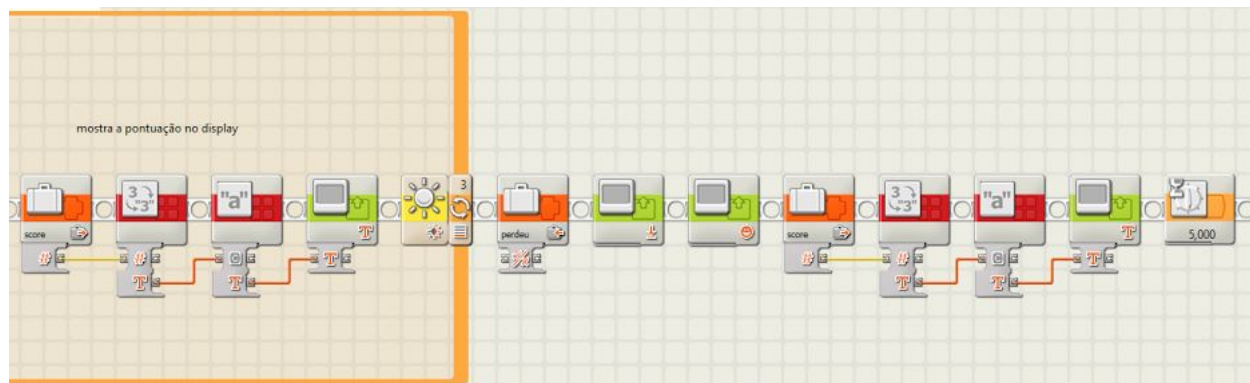 mostra a pontuação no display
3 "3"
"a"
3
score
# #
T C
T T T
perdeu
score
3 "3"
"a"
T
5,000
# #
T C
T T